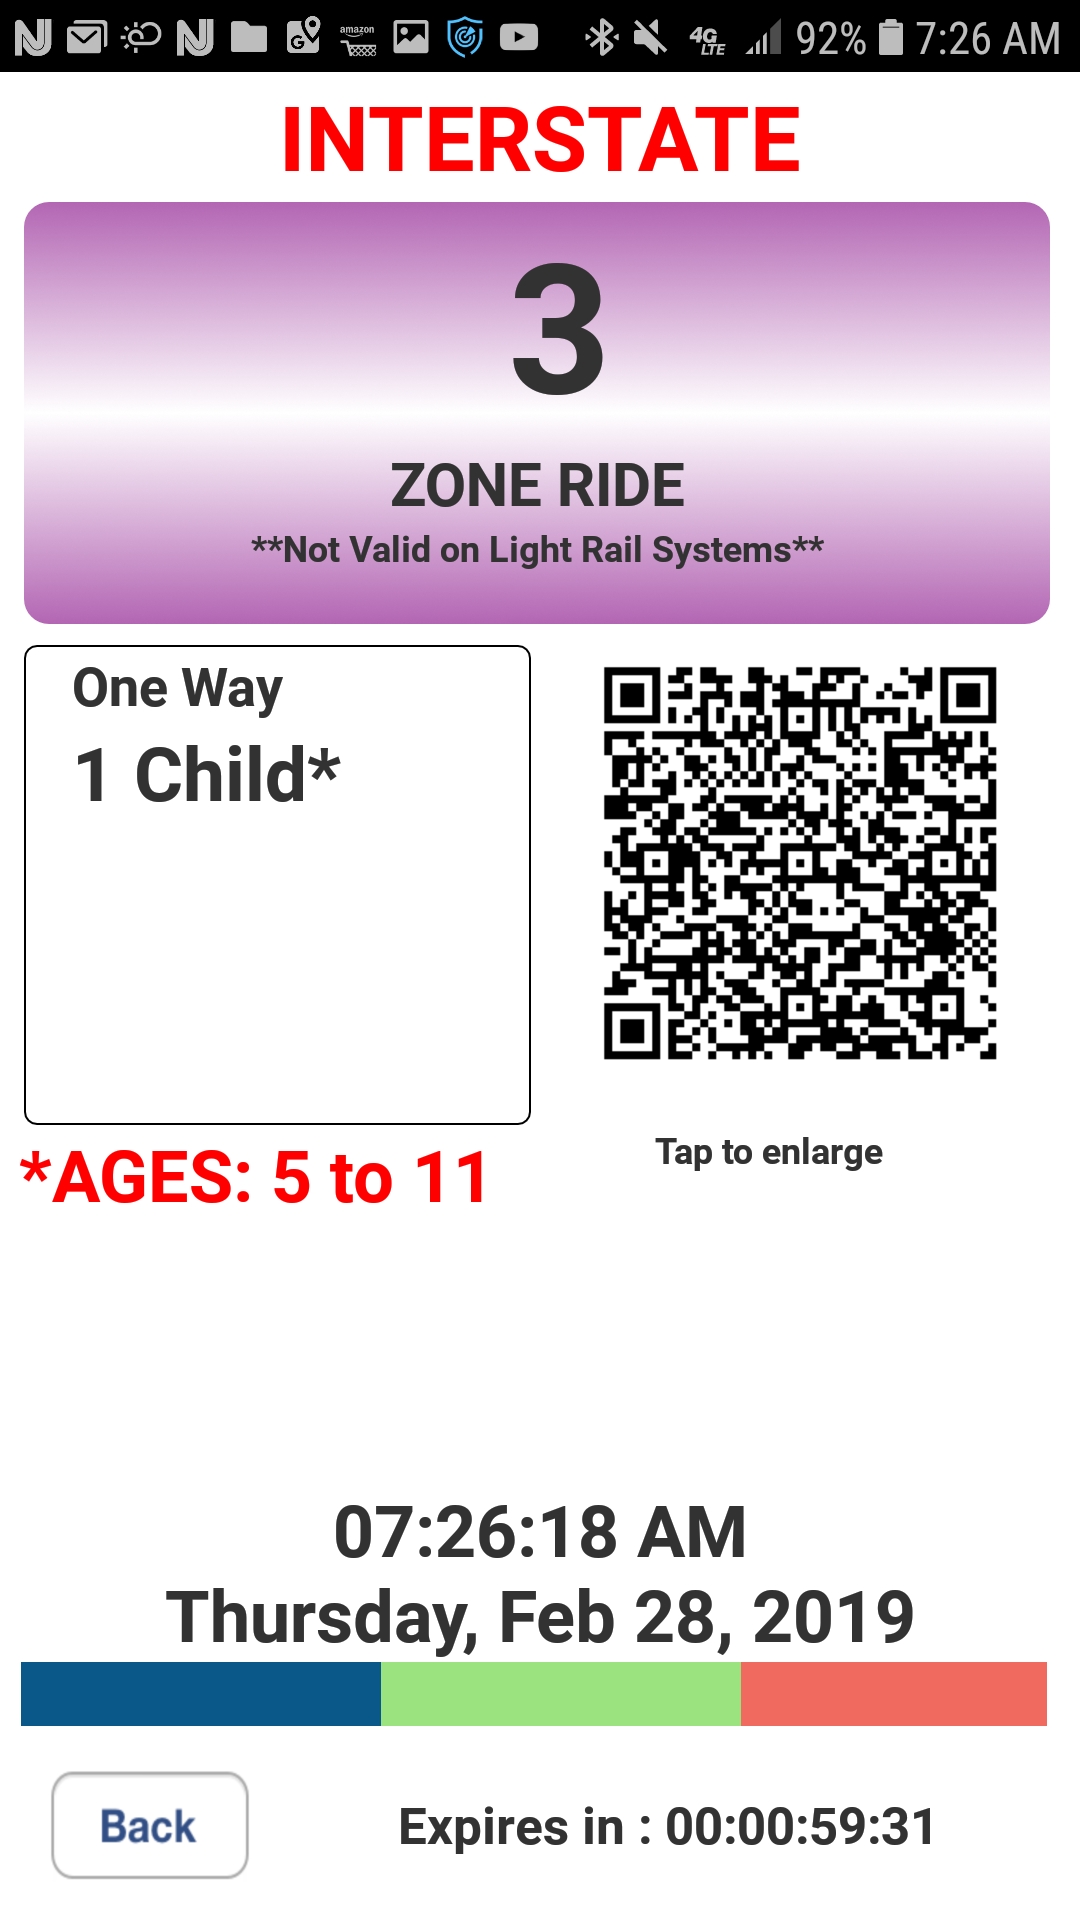 amazon 4G LTE 92% 7:26 AM
INTERSTATE
3
ZONE RIDE
**Not Valid on Light Rail Systems**
One Way
1 Child*
*AGES: 5 to 11
Tap to enlarge
07:26:18 AM
Thursday, Feb 28, 2019
Back
Expires in : 00:00:59:31